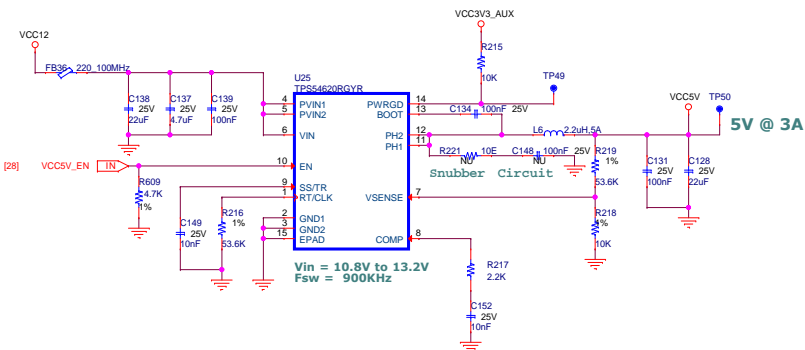 VCC3V3_AUX
VCC12
R215
10K
FB36 220_100MHz
U25
TPS54620RGYR
TP49
VCC5V
TP50
5V @ 3A
C138
25V
22uF
C137
25V
4.7uF
C139
25V
100nF
4 PVIN1
5 PVIN2
6 VIN
10 EN
9 SS/TR
1 RT/CLK
2 GND1
3 GND2
15 EPAD
PWRGD 14
BOOT 13
PH2 12
PH1 11
VSENSE 7
COMP 8
C134 100nF 25V
L6 2.2uH,5A
R221 10E
NU
C148 100nF 25V
NU
Snubber Circuit
R219
1%
53.6K
C131
25V
100nF
C128
25V
22uF
[28] VCC5V_EN IN
R609
4.7K
1%
C149
25V
10nF
R216
1%
53.6K
R218
1%
10K
Vin = 10.8V to 13.2V
Fsw = 900KHz
R217
2.2K
C152
25V
10nF